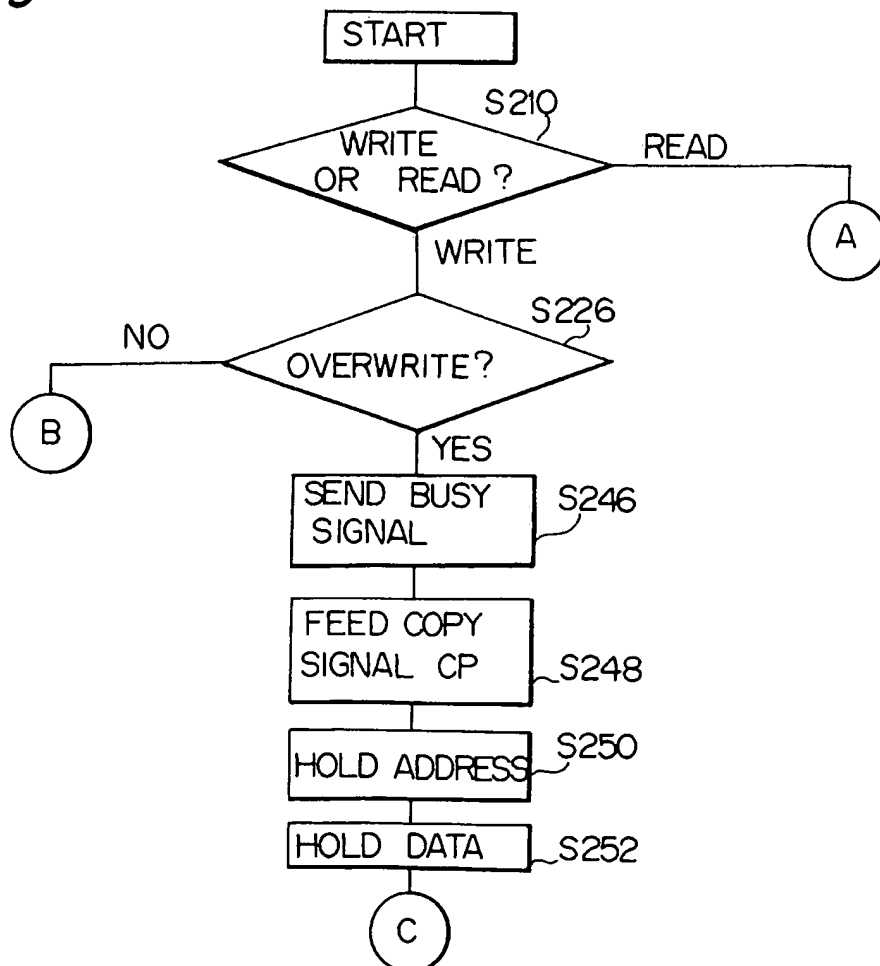 START
S210
WRITE
OR READ?
READ
A
WRITE
S226
NO
OVERWRITE?
B
YES
SEND BUSY
SIGNAL
S246
FEED COPY
SIGNAL CP
S248
S250
HOLD ADDRESS
HOLD DATA
S252
C